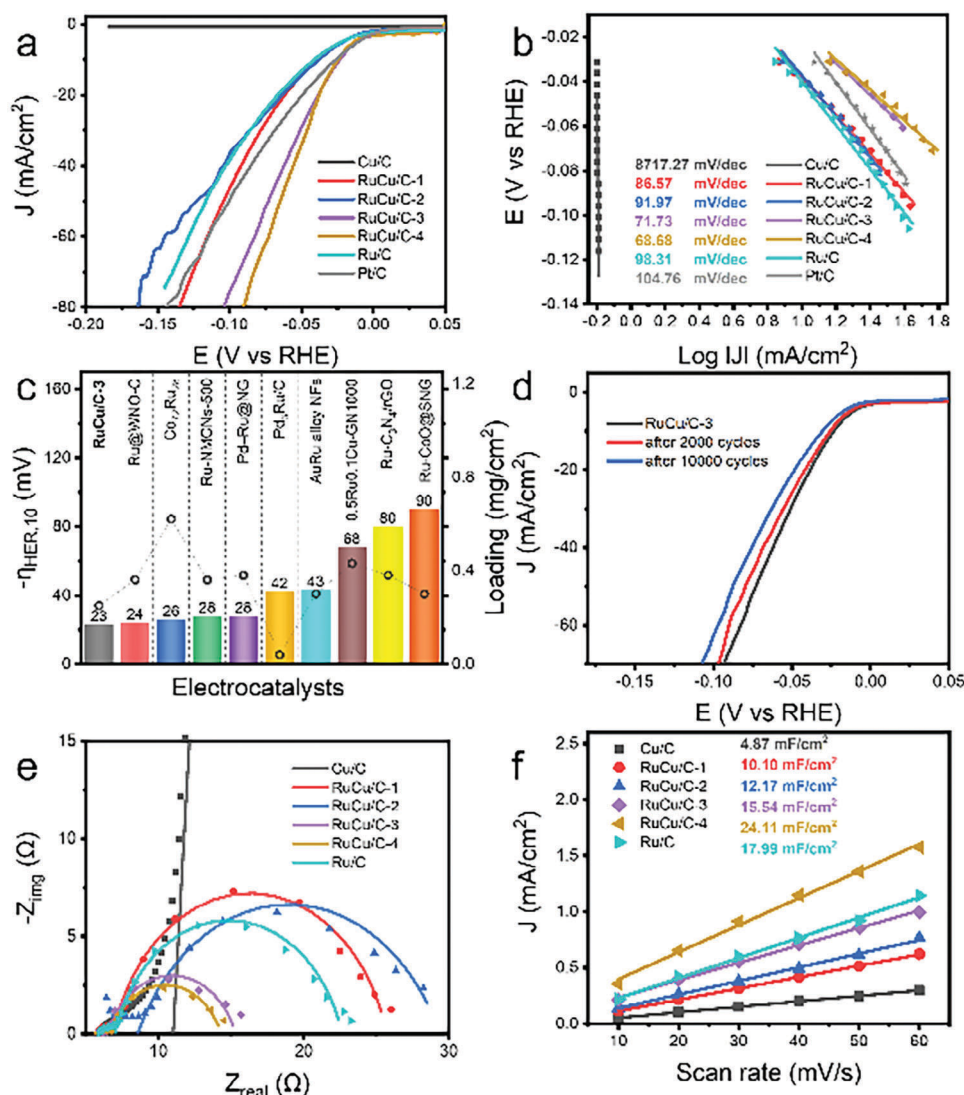 a
0
-20
-40
-60
-80
J (mA/cm²)
Cu/C
RuCu/C-1
RuCu/C-2
RuCu/C-3
RuCu/C-4
Ru/C
Pt/C
-0.20 -0.15 -0.10 -0.05 0.00 0.05
E (V vs RHE)
b
-0.02
-0.04
-0.06
-0.08
-0.10
-0.12
-0.14
E (V vs RHE)
8717.27 mV/dec Cu/C
86.57 mV/dec RuCu/C-1
91.97 mV/dec RuCu/C-2
71.73 mV/dec RuCu/C-3
68.68 mV/dec RuCu/C-4
98.31 mV/dec Ru/C
104.76 mV/dec Pt/C
-0.2 0.0 0.2 0.4 0.6 0.8 1.0 1.2 1.4 1.6 1.8
Log IJI (mA/cm²)
c
160
120
80
40
0
-ηHER,10 (mV)
RuCu/C-3
Ru@WNO-C
Ru-NMCNs-500
Pd-Ru@NG
AuRu alloy NFs
0.5Ru0.1Cu-GN1000
Ru-C₃N₄/rGO
Ru-CaO@SNG
23 24 26 28 28 42 43 68 80 90
1.2
0.8
0.4
0.0
Loading (mg/cm²)
Electrocatalysts
d
0
-20
-40
-60
J (mA/cm²)
RuCu/C-3
after 2000 cycles
after 10000 cycles
-0.15 -0.10 -0.05 0.00 0.05
E (V vs RHE)
e
15
10
5
0
-Zimg (Ω)
Cu/C
RuCu/C-1
RuCu/C-2
RuCu/C-3
RuCu/C-4
Ru/C
10 20 30
Zreal (Ω)
f
2.5
2.0
1.5
1.0
0.5
0.0
J (mA/cm²)
Cu/C 4.87 mF/cm²
RuCu/C-1 10.10 mF/cm²
RuCu/C-2 12.17 mF/cm²
RuCu/C-3 15.54 mF/cm²
RuCu/C-4 24.11 mF/cm²
Ru/C 17.99 mF/cm²
10 20 30 40 50 60
Scan rate (mV/s)